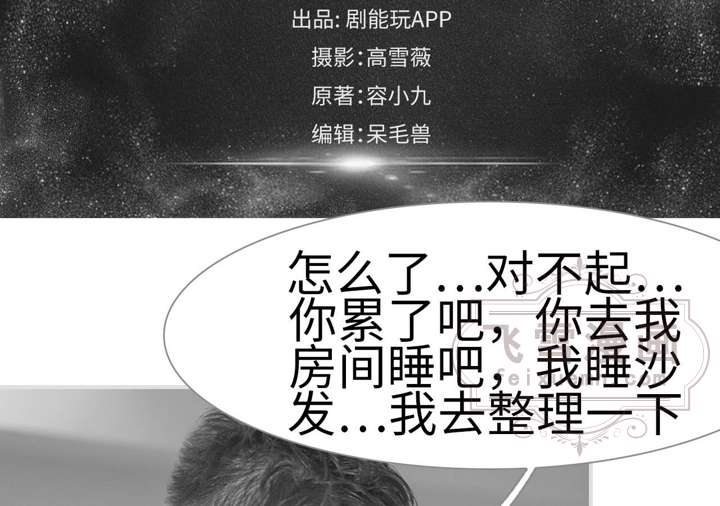 出品: 剧能玩APP
摄影:高雪薇
原著:容小九
编辑:呆毛兽
怎么了...对不起...
你累了吧，你去我
房间睡吧，我睡沙
发...我去整理一下